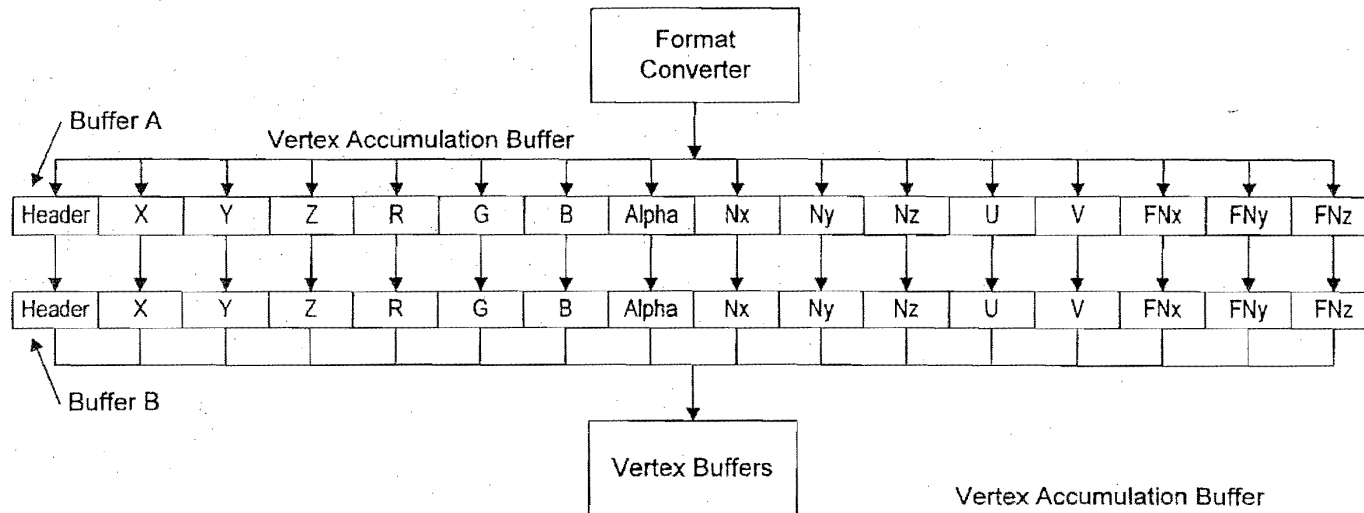 Format
Converter
Buffer A
Vertex Accumulation Buffer
Header X Y Z R G B Alpha Nx Ny Nz U V FNx FNy FNz
Header X Y Z R G B Alpha Nx Ny Nz U V FNx FNy FNz
Buffer B
Vertex Buffers
Vertex Accumulation Buffer